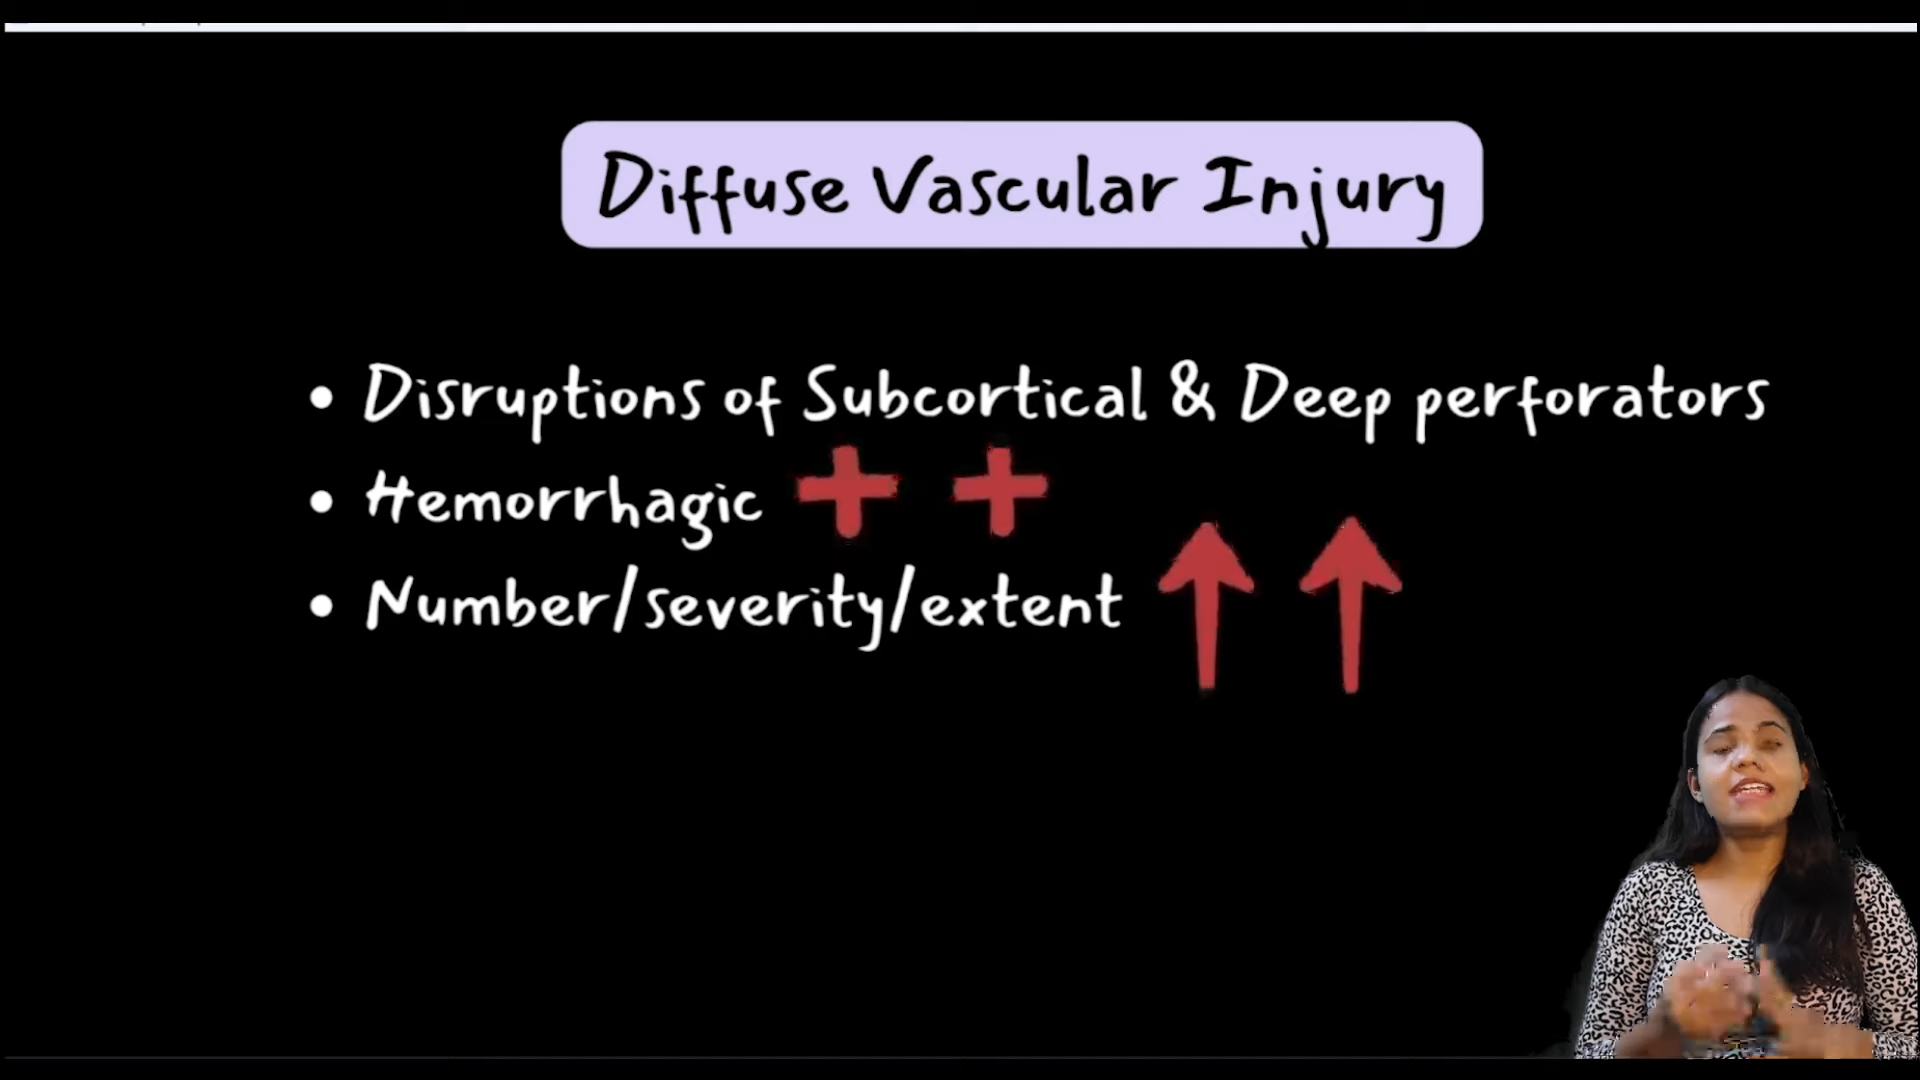 Diffuse Vascular Injury
• Disruptions of Subcortical & Deep perforators
• Hemorrhagic ++
• Number/severity/extent ↑↑